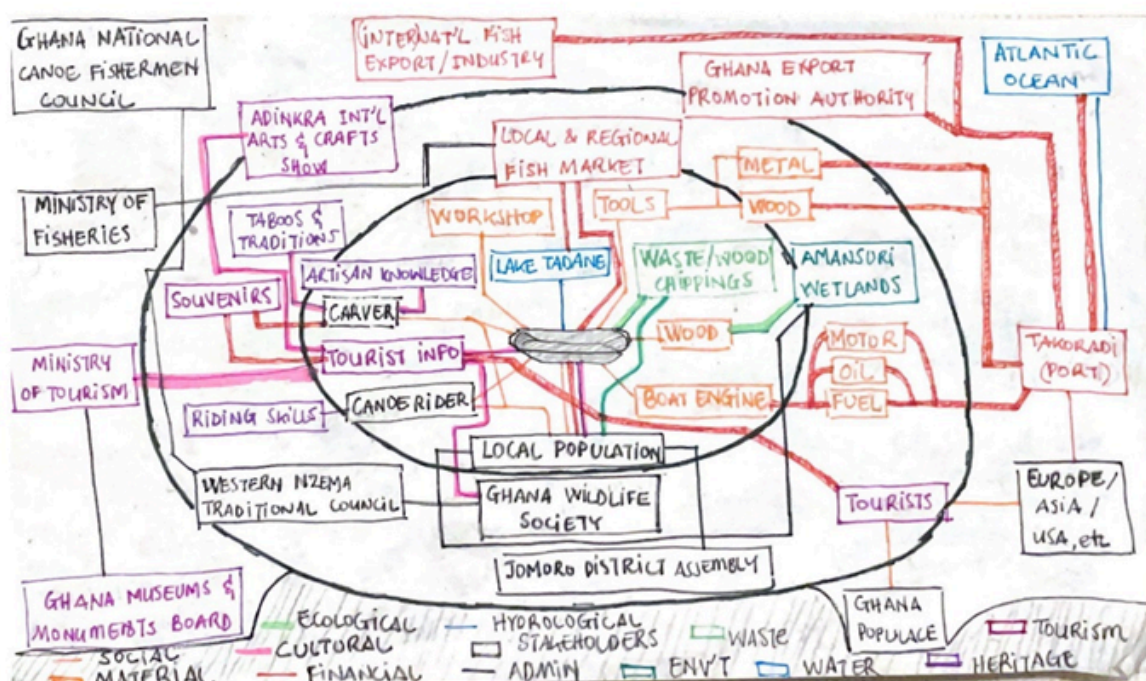 GHANA NATIONAL
CANOE FISHERMEN
COUNCIL
INTERNAT'L FISH
EXPORT/INDUSTRY
GHANA EXPORT
PROMOTION AUTHORITY
ATLANTIC
OCEAN
ADINKRA INT'L
ARTS & CRAFTS
SHOW
LOCAL & REGIONAL
FISH MARKET
METAL
MINISTRY OF
FISHERIES
TABOOS &
TRADITIONS
WORKSHOP
TOOLS
WOOD
ARTISAN KNOWLEDGE
LAKE TADANE
WASTE/WOOD
CHIPPINGS
AMANSURI
WETLANDS
SOUVENIRS
CARVER
WOOD
MOTOR
TAKORADI
(PORT)
MINISTRY
OF TOURISM
TOURIST INFO
OIL
RIDING SKILLS
CANOE RIDER
BOAT ENGINE
FUEL
LOCAL POPULATION
WESTERN NZEMA
TRADITIONAL COUNCIL
GHANA WILDLIFE
SOCIETY
TOURISTS
EUROPE/
ASIA/
USA, etc
JOMORO DISTRICT ASSEMBLY
GHANA MUSEUMS &
MONUMENTS BOARD
GHANA
POPULACE
ECOLOGICAL
HYDROLOGICAL
WASTE
TOURISM
SOCIAL
CULTURAL
STAKEHOLDERS
MATERIAL
FINANCIAL
ADMIN
ENV'T
WATER
HERITAGE